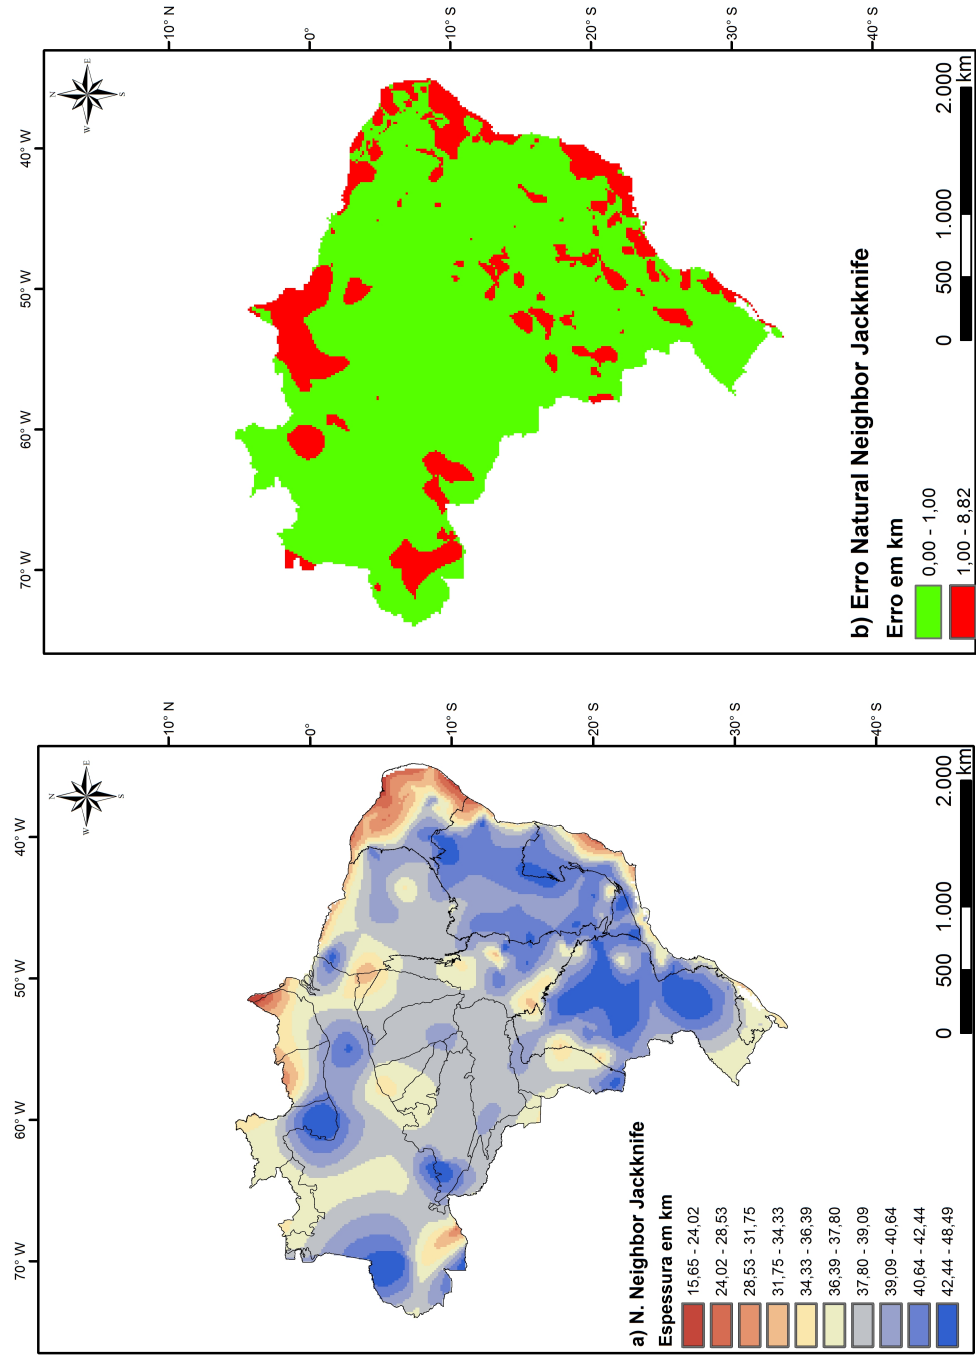 70° W
60° W
50° W
40° W
N
W
E
S
10° N
0°
10° S
20° S
30° S
40° S
a) N. Neighbor Jackknife
Espessura em km
15,65 - 24,02
24,02 - 28,53
28,53 - 31,75
31,75 - 34,33
34,33 - 36,39
36,39 - 37,80
37,80 - 39,09
39,09 - 40,64
40,64 - 42,44
42,44 - 48,49
0 500 1.000 2.000
km
70° W
60° W
50° W
40° W
N
W
E
S
10° N
0°
10° S
20° S
30° S
40° S
b) Erro Natural Neighbor Jackknife
Erro em km
0,00 - 1,00
1,00 - 8,82
0 500 1.000 2.000
km